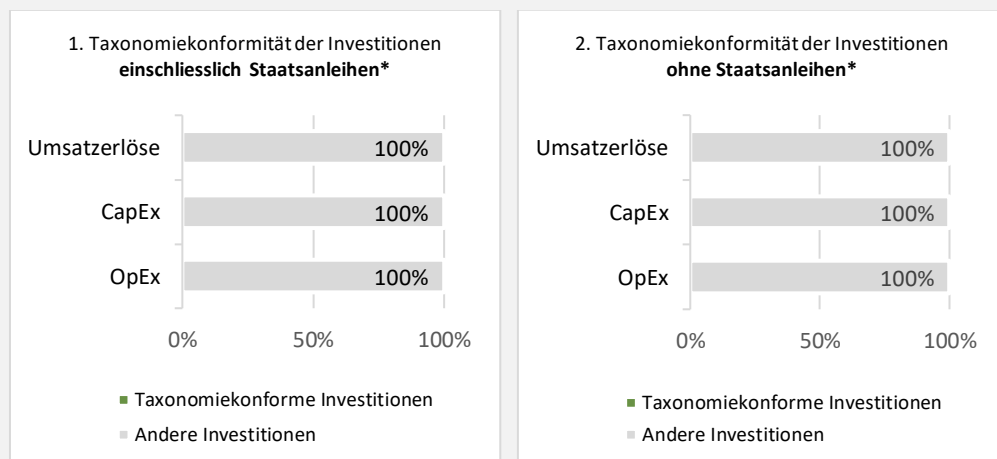 1. Taxonomiekonformität der Investitionen
einschliesslich Staatsanleihen*
Umsatzerlöse
100%
CapEx
100%
OpEx
100%
0%
50%
100%
Taxonomiekonforme Investitionen
Andere Investitionen
2. Taxonomiekonformität der Investitionen
ohne Staatsanleihen*
Umsatzerlöse
100%
CapEx
100%
OpEx
100%
0%
50%
100%
Taxonomiekonforme Investitionen
Andere Investitionen